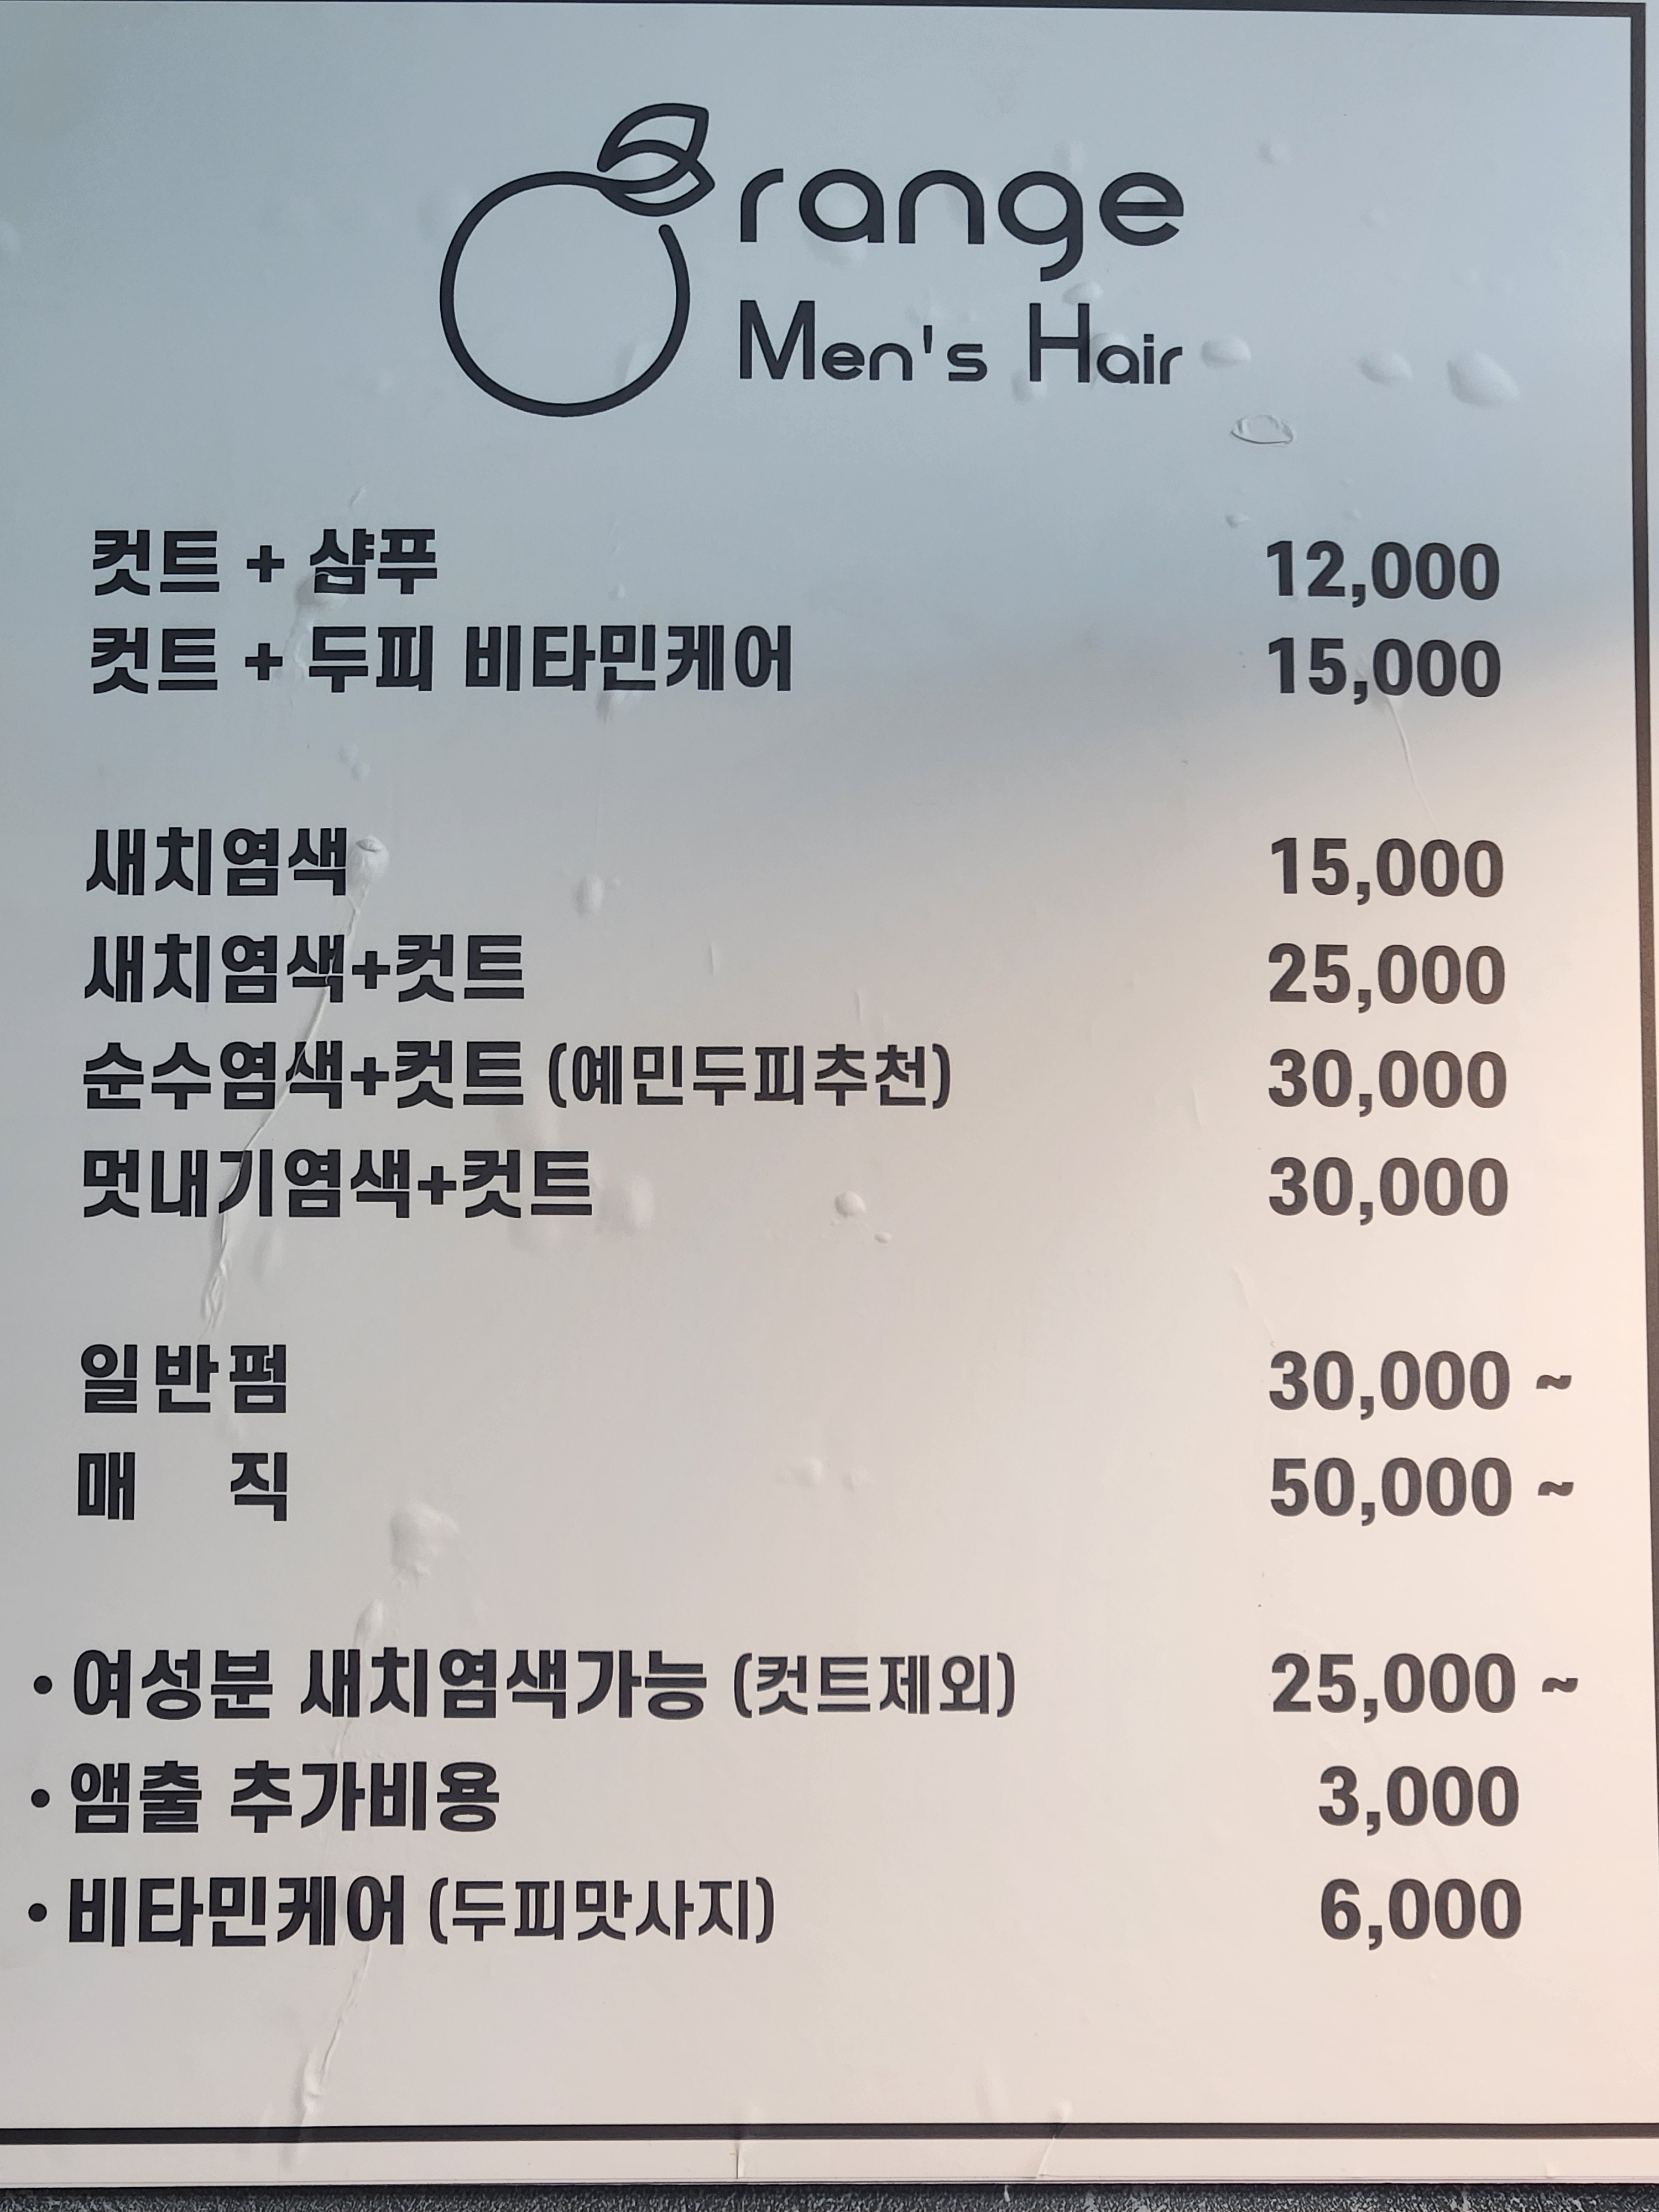 Orange
Men's Hair
컷트 + 샴푸 12,000
컷트 + 두피 비타민케어 15,000
새치염색 15,000
새치염색+컷트 25,000
순수염색+컷트 (예민두피추천) 30,000
멋내기염색+컷트 30,000
일반펌 30,000 ~
매 직 50,000 ~
• 여성분 새치염색가능 (컷트제외) 25,000 ~
• 앰출 추가비용 3,000
• 비타민케어 (두피맛사지) 6,000